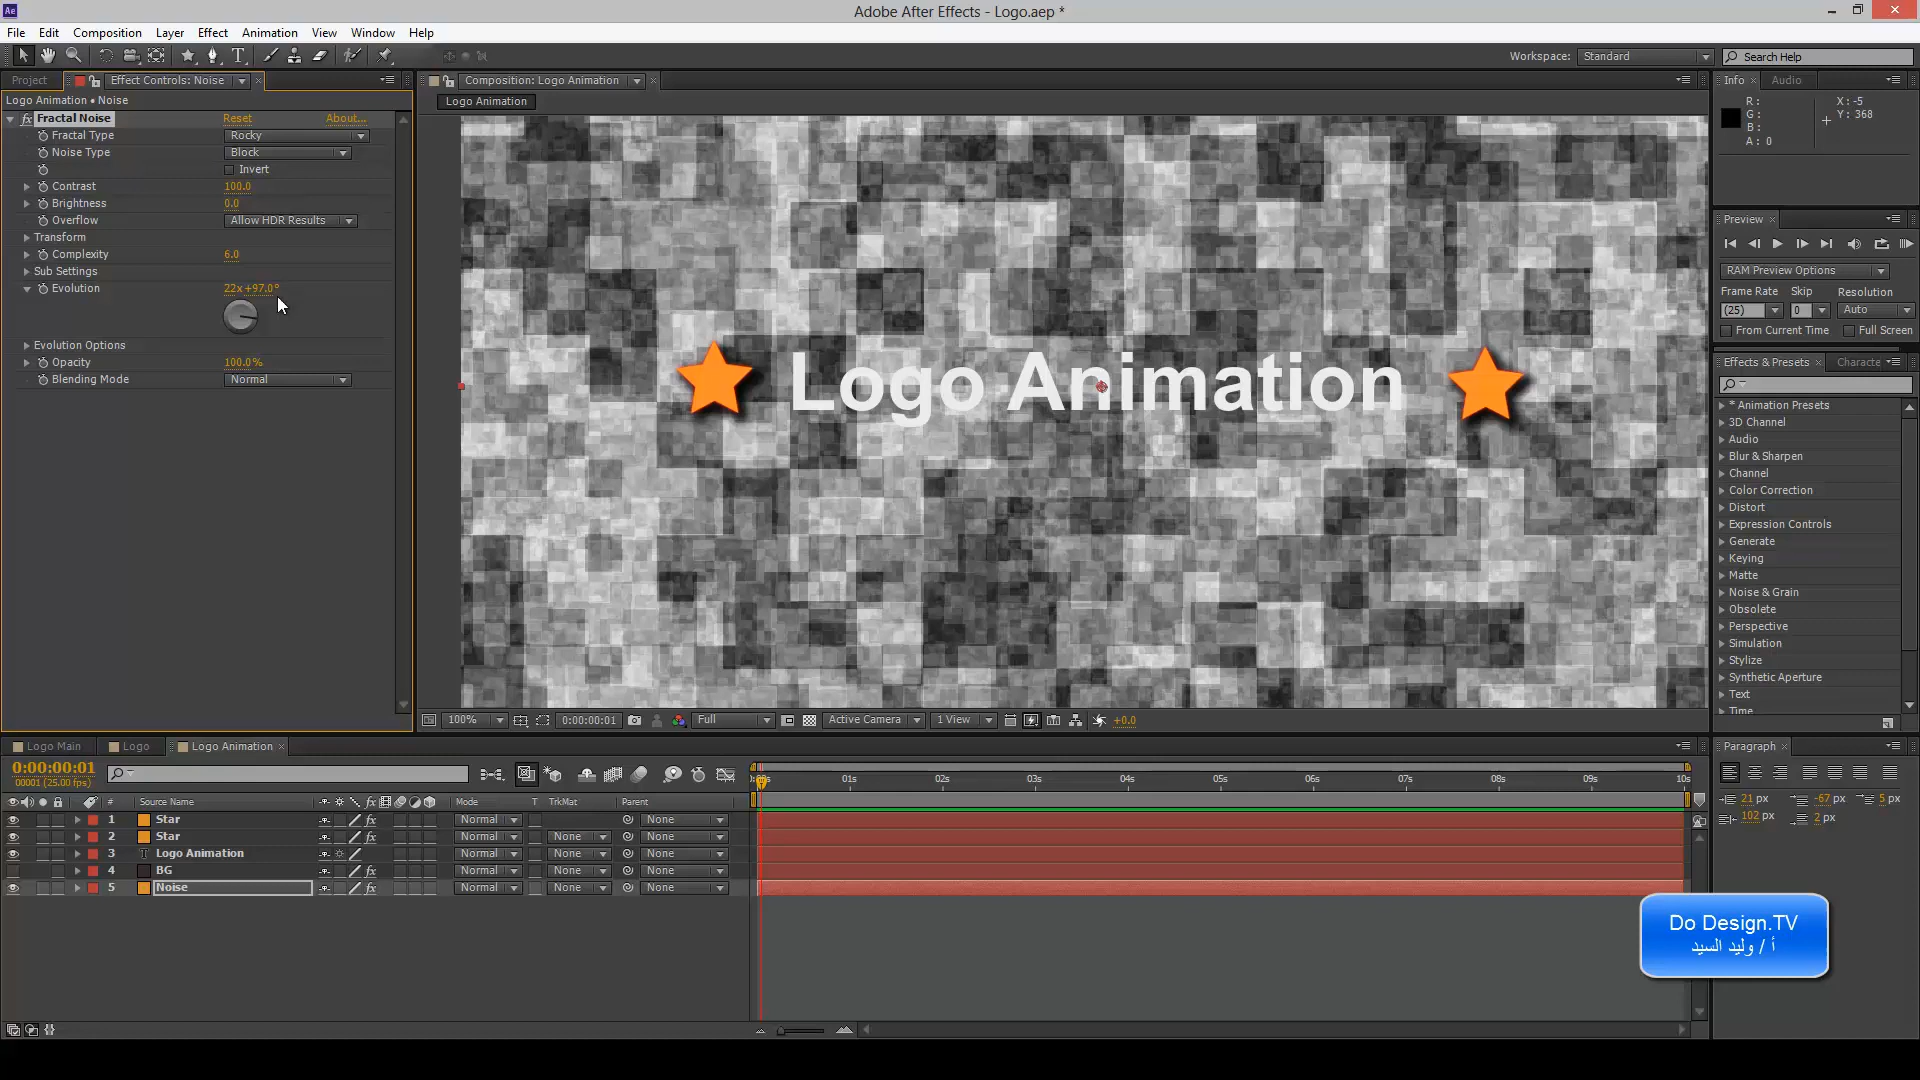 Adobe After Effects - Logo.aep *
File Edit Composition Layer Effect Animation View Window Help
Workspace: Standard Search Help
Project Effect Controls: Noise
Logo Animation • Noise
Fractal Noise Reset About...
Fractal Type Rocky
Noise Type Block
Invert
Contrast 100.0
Brightness 0.0
Overflow Allow HDR Results
Transform
Complexity 6.0
Sub Settings
Evolution 22x +97.0°
Evolution Options
Opacity 100.0%
Blending Mode Normal
Composition: Logo Animation
Logo Animation
Logo Animation
100% 0:00:00:01 Full Active Camera 1 View +0.0
Info Audio
R: X: -5
G: Y: 368
B:
A: 0
Preview
RAM Preview Options
Frame Rate Skip Resolution
(25) 0 Auto
From Current Time Full Screen
Effects & Presets Characte
* Animation Presets
3D Channel
Audio
Blur & Sharpen
Channel
Color Correction
Distort
Expression Controls
Generate
Keying
Matte
Noise & Grain
Obsolete
Perspective
Simulation
Stylize
Synthetic Aperture
Text
Time
Logo Main Logo Logo Animation
0:00:00:01
00001 (25.00 fps)
# Source Name Mode T TrkMat Parent
1 Star Normal None
2 Star Normal None None
3 Logo Animation Normal None None
4 BG Normal None None
5 Noise Normal None None
01s 02s 03s 04s 05s 06s 07s 08s 09s 10s
Paragraph
21 px -67 px 5 px
102 px 2 px
Do Design.TV
أ / وليد السيد